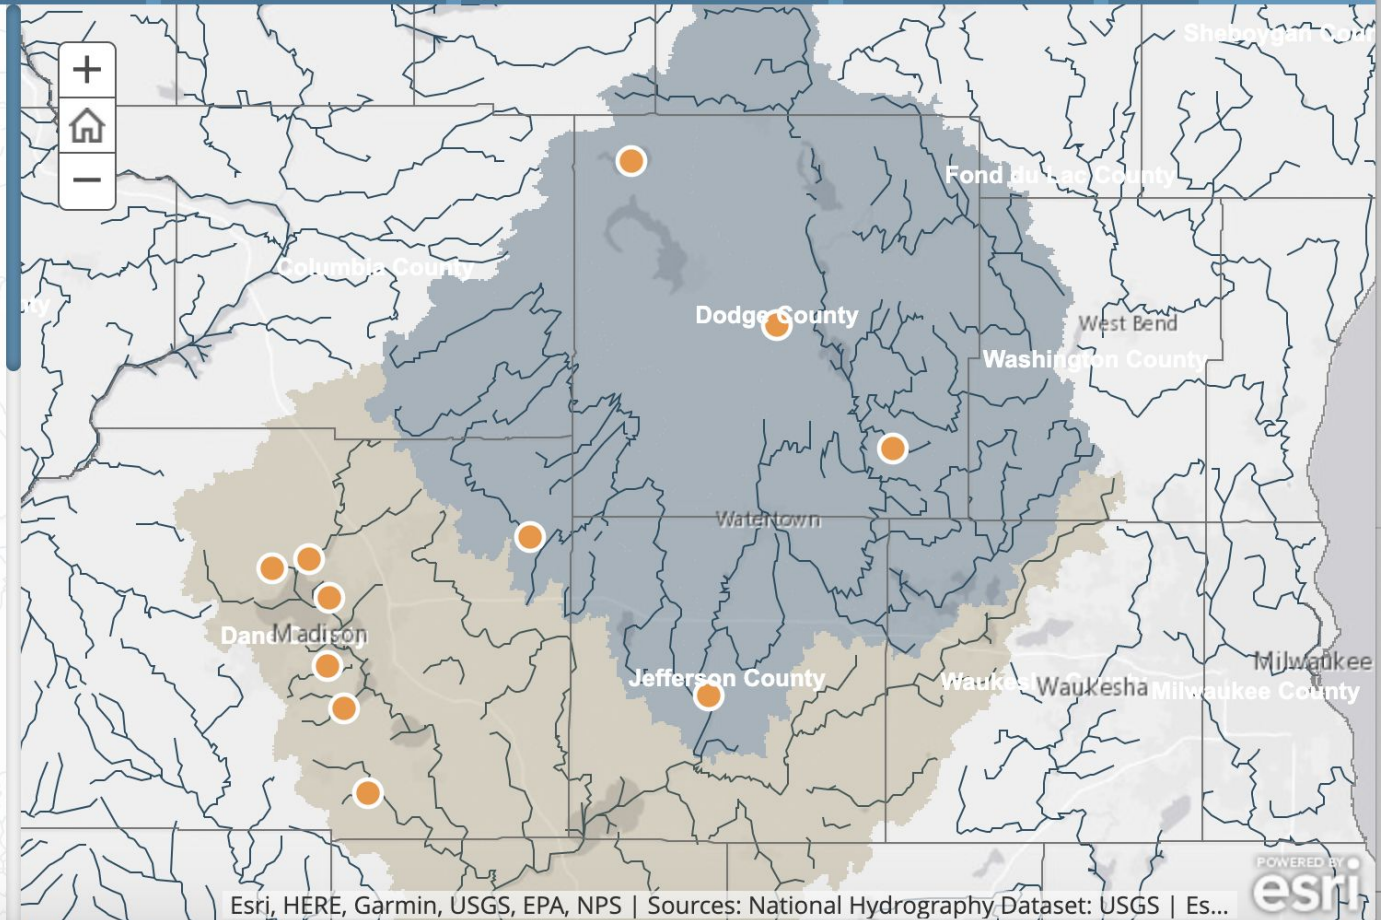 Sheboygan Coun
+
−
Fond du Lac County
Columbia County
Dodge County
West Bend
Washington County
Watertown
Madison
Milwaukee
Jefferson County
Waukesha
Milwaukee County
POWERED BY
esri
Esri, HERE, Garmin, USGS, EPA, NPS | Sources: National Hydrography Dataset: USGS | Es...